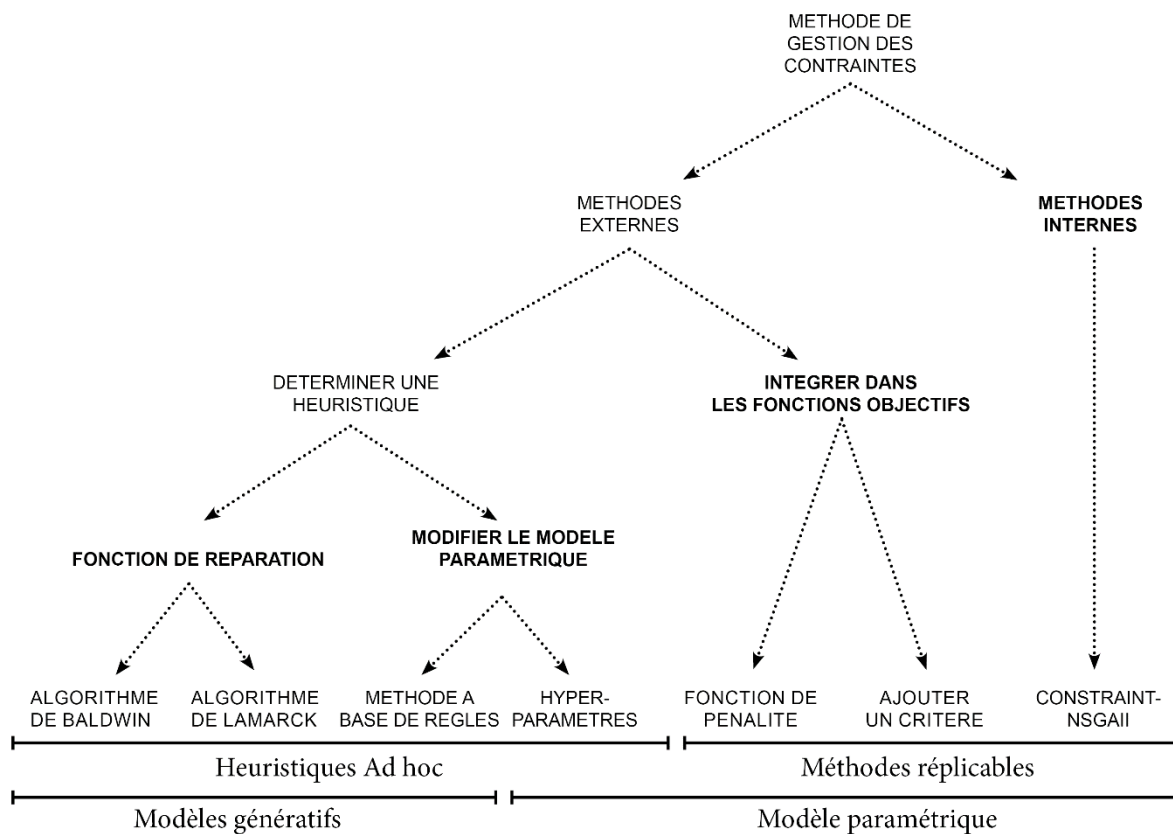 METHODE DE
GESTION DES
CONTRAINTES
METHODES
EXTERNES
METHODES
INTERNES
DETERMINER UNE
HEURISTIQUE
INTEGRER DANS
LES FONCTIONS OBJECTIFS
FONCTION DE REPARATION
MODIFIER LE MODELE
PARAMETRIQUE
ALGORITHME
DE BALDWIN
ALGORITHME
DE LAMARCK
METHODE A
BASE DE REGLES
HYPER-
PARAMETRES
FONCTION DE
PENALITE
AJOUTER
UN CRITERE
CONSTRAINT-
NSGAII
Heuristiques Ad hoc
Méthodes réplicables
Modèles génératifs
Modèle paramétrique